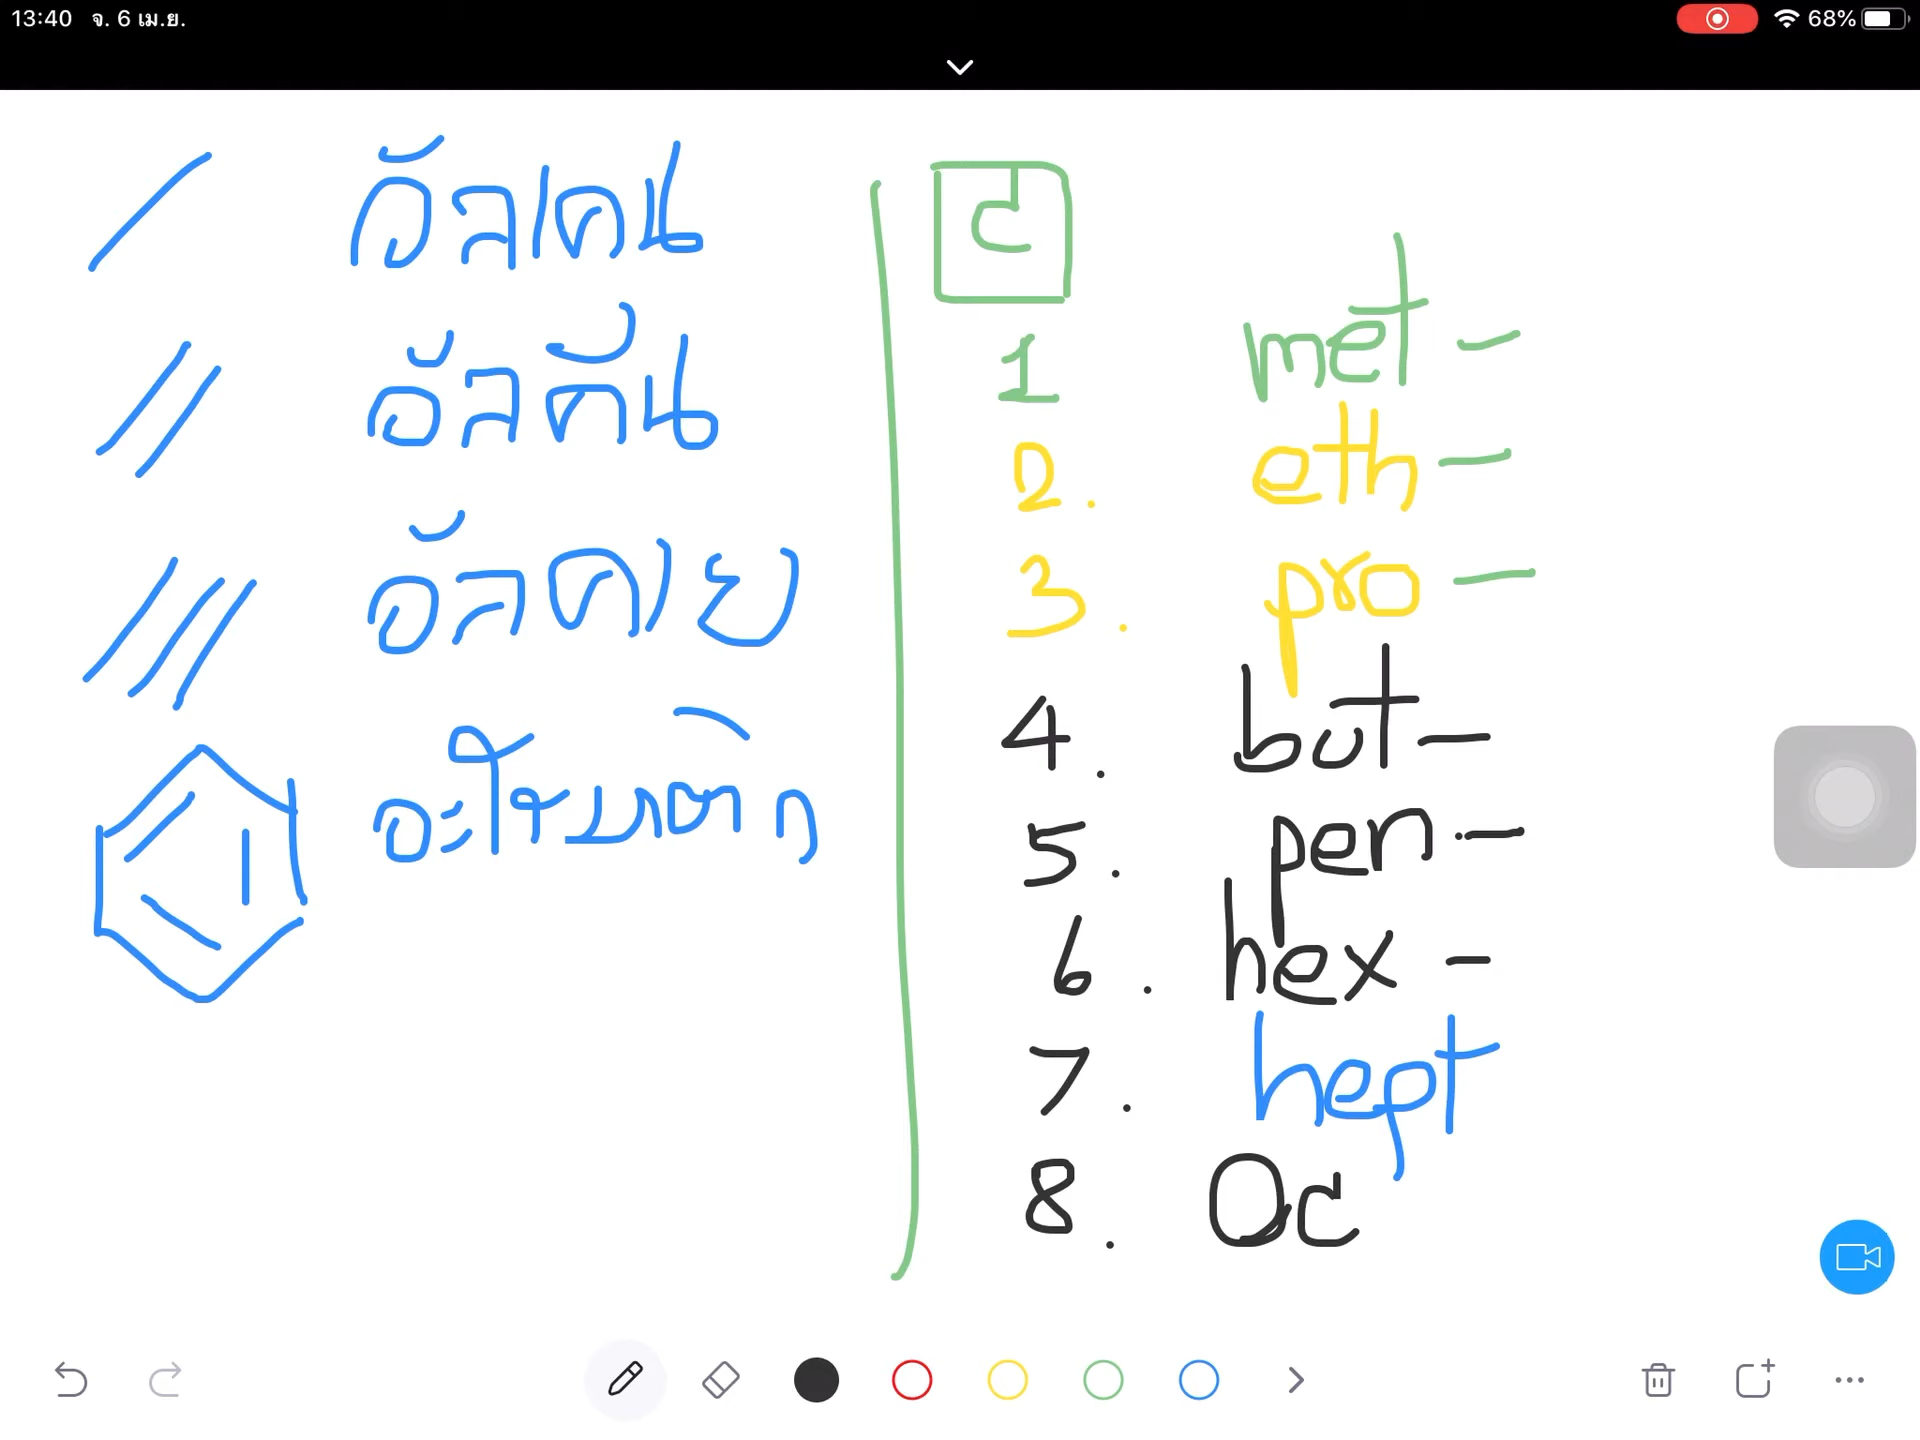 13:40 จ. 6 เม.ย.
68%
อัลเคน
อัลคีน
อัลคาย
อะโรมาติก
C
1 met -
2. eth -
3. pro -
4. but -
5. pen -
6. hex -
7. hept
8. Oc